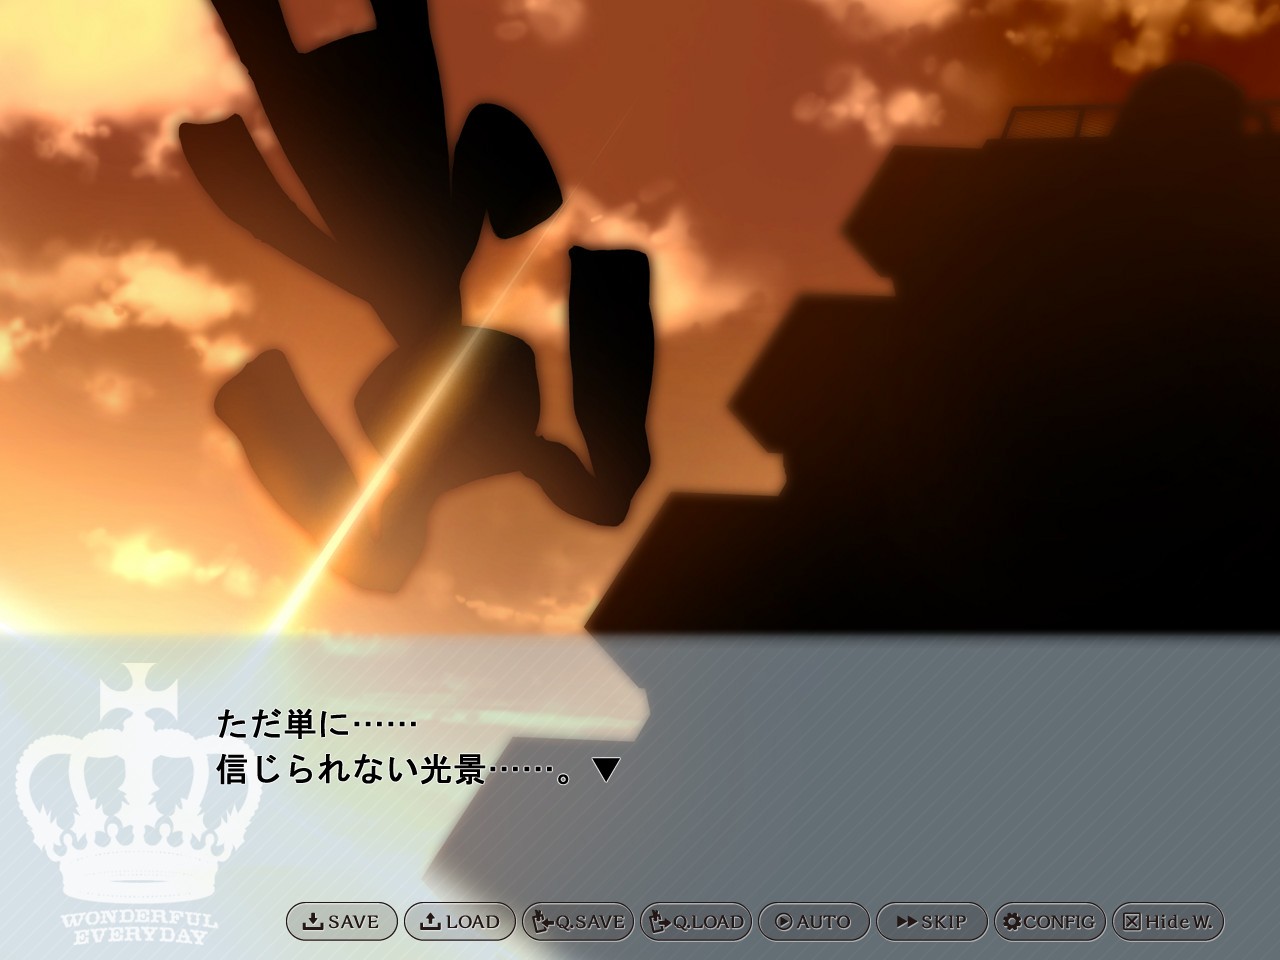 ただ単に……
信じられない光景……。▼
WONDERFUL
EVERYDAY
SAVE
LOAD
Q.SAVE
Q.LOAD
AUTO
SKIP
CONFIG
Hide W.